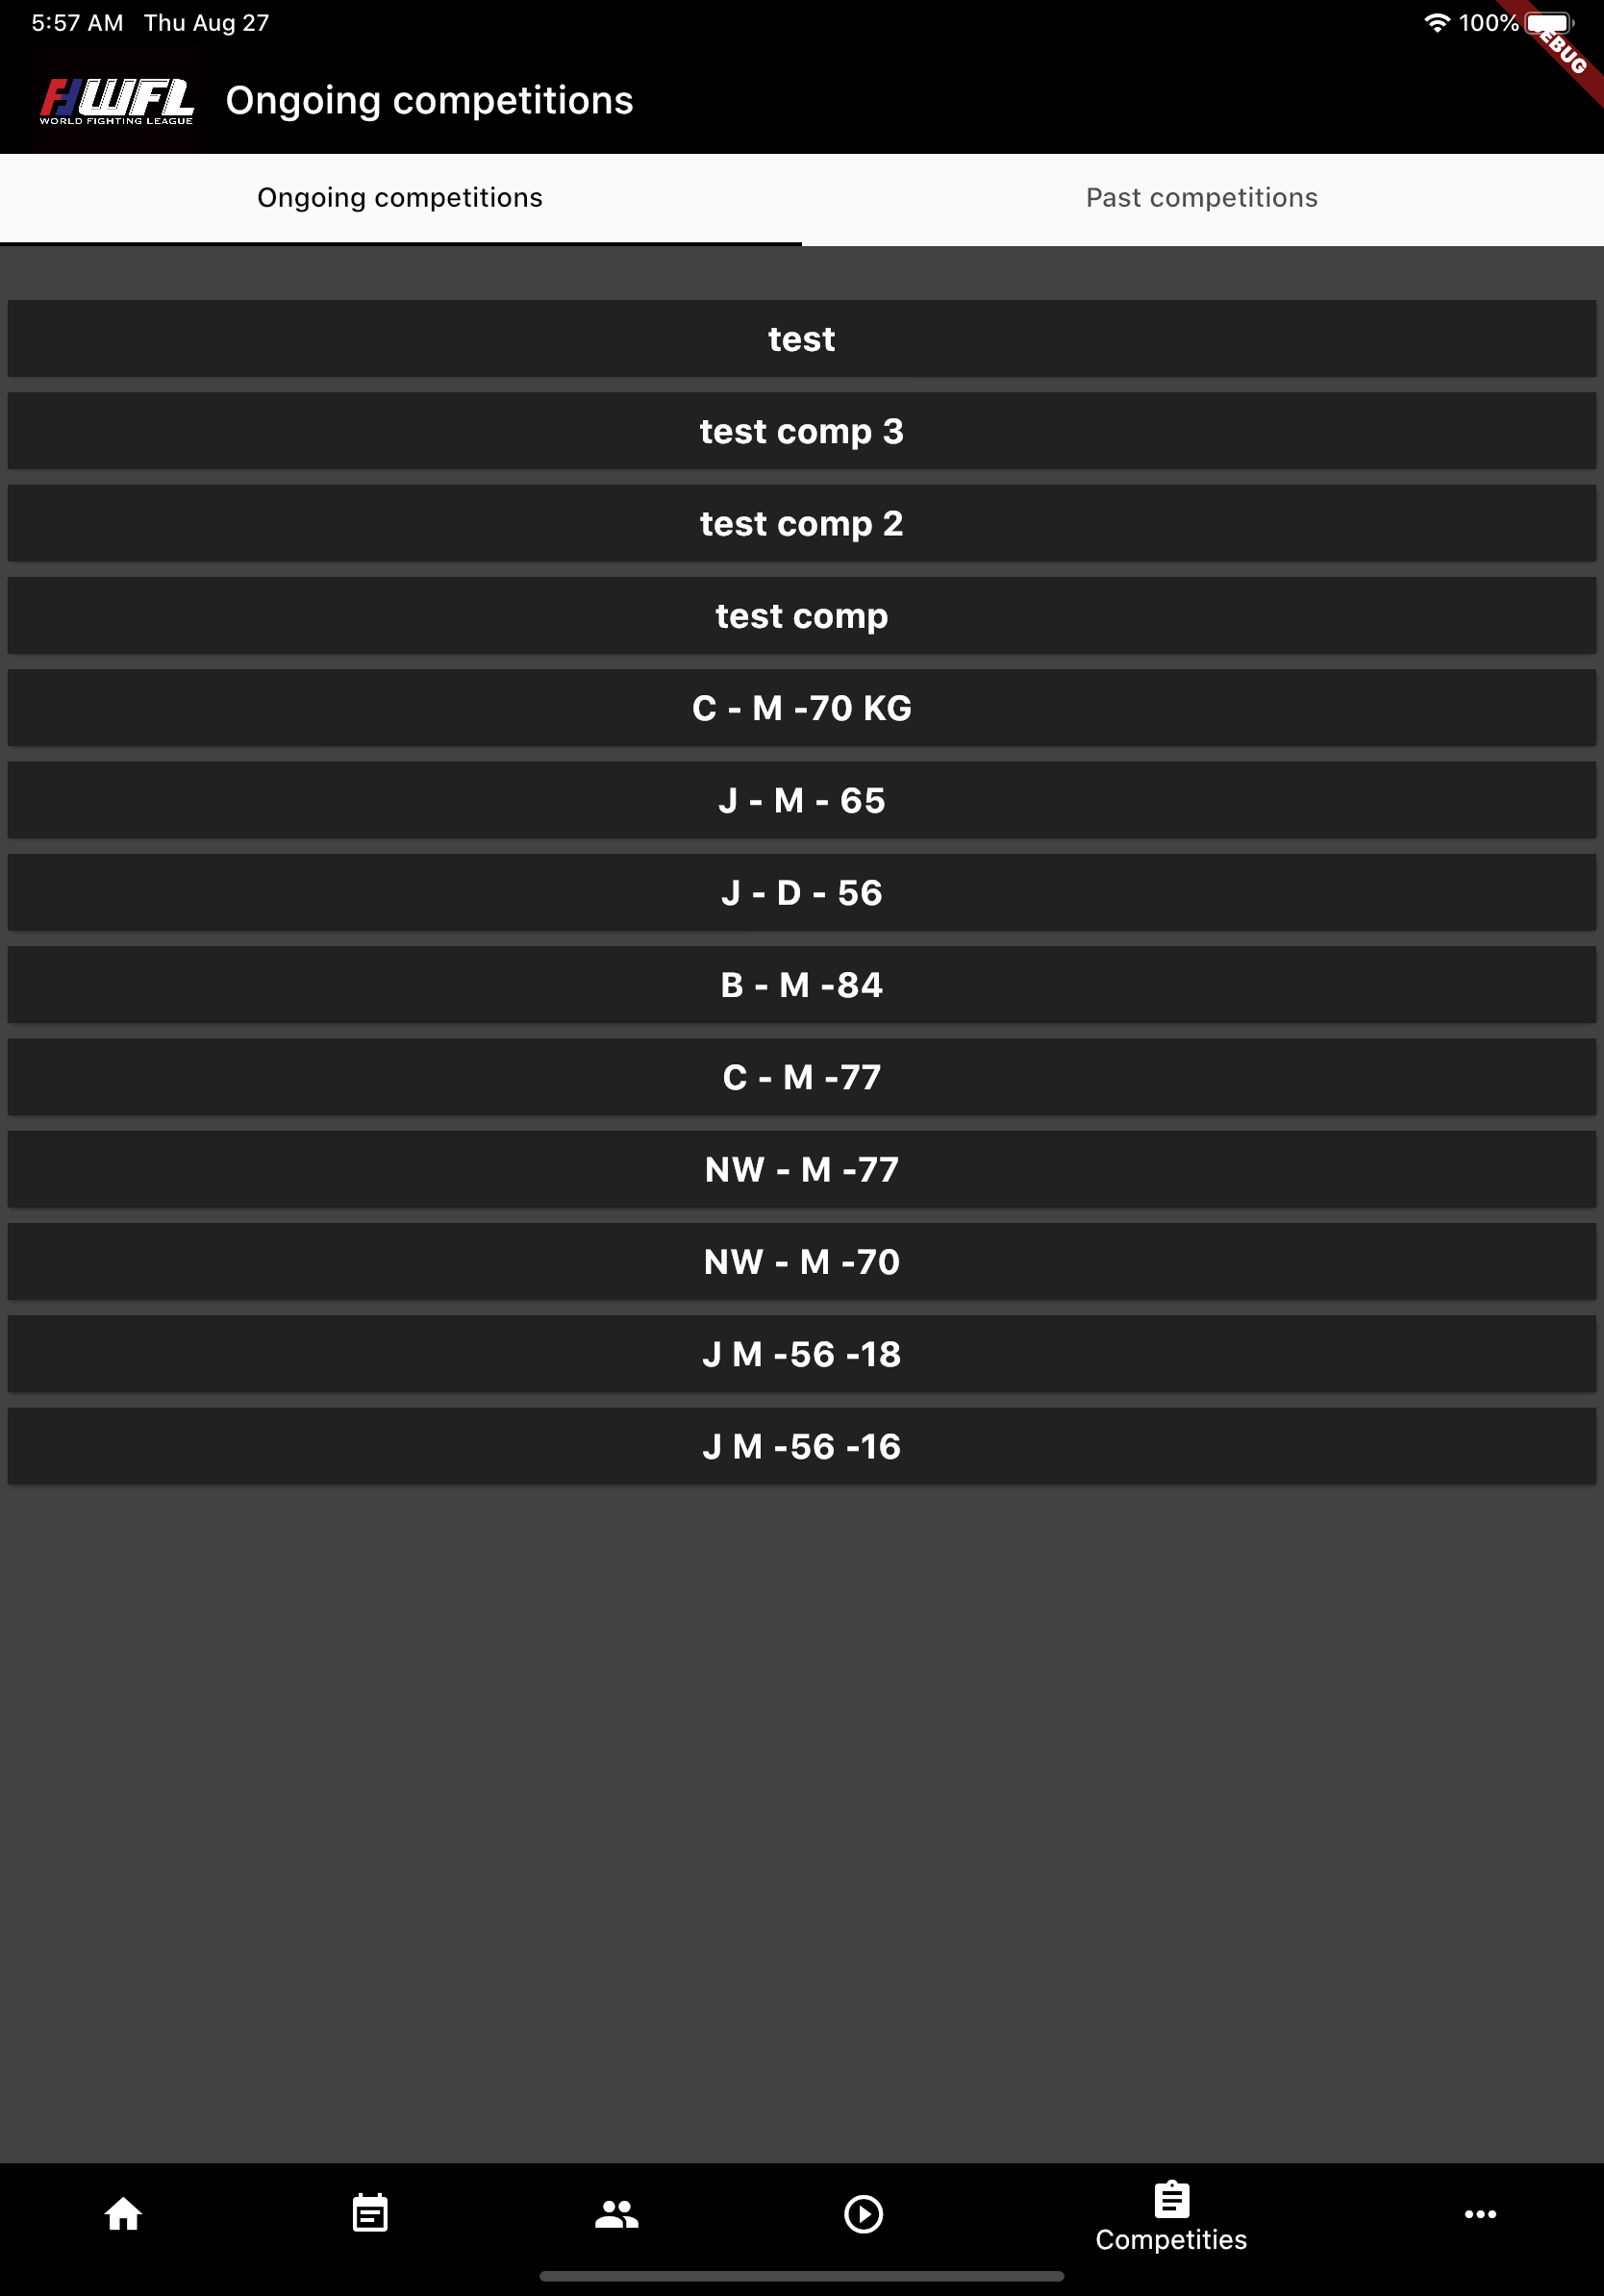 5:57 AM Thu Aug 27
100%
EBUG
WFL
WORLD FIGHTING LEAGUE
Ongoing competitions
Ongoing competitions
Past competitions
test
test comp 3
test comp 2
test comp
C - M -70 KG
J - M - 65
J - D - 56
B - M -84
C - M -77
NW - M -77
NW - M -70
J M -56 -18
J M -56 -16
Competities